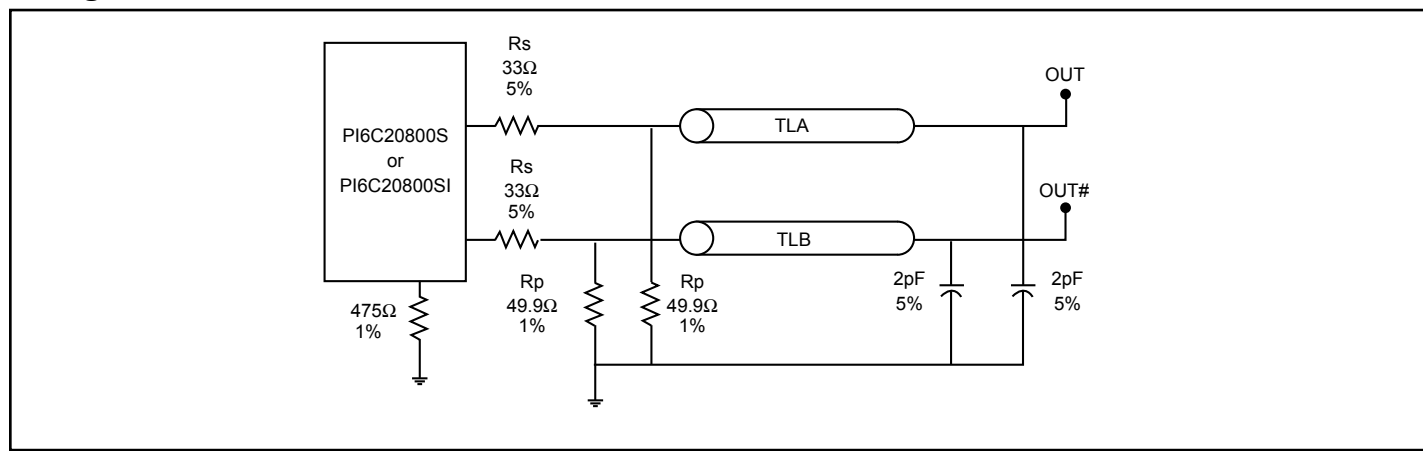 Rs
33Ω
5%
OUT
TLA
PI6C20800S
or
PI6C20800SI
Rs
33Ω
5%
OUT#
TLB
475Ω
1%
Rp
49.9Ω
1%
Rp
49.9Ω
1%
2pF
5%
2pF
5%